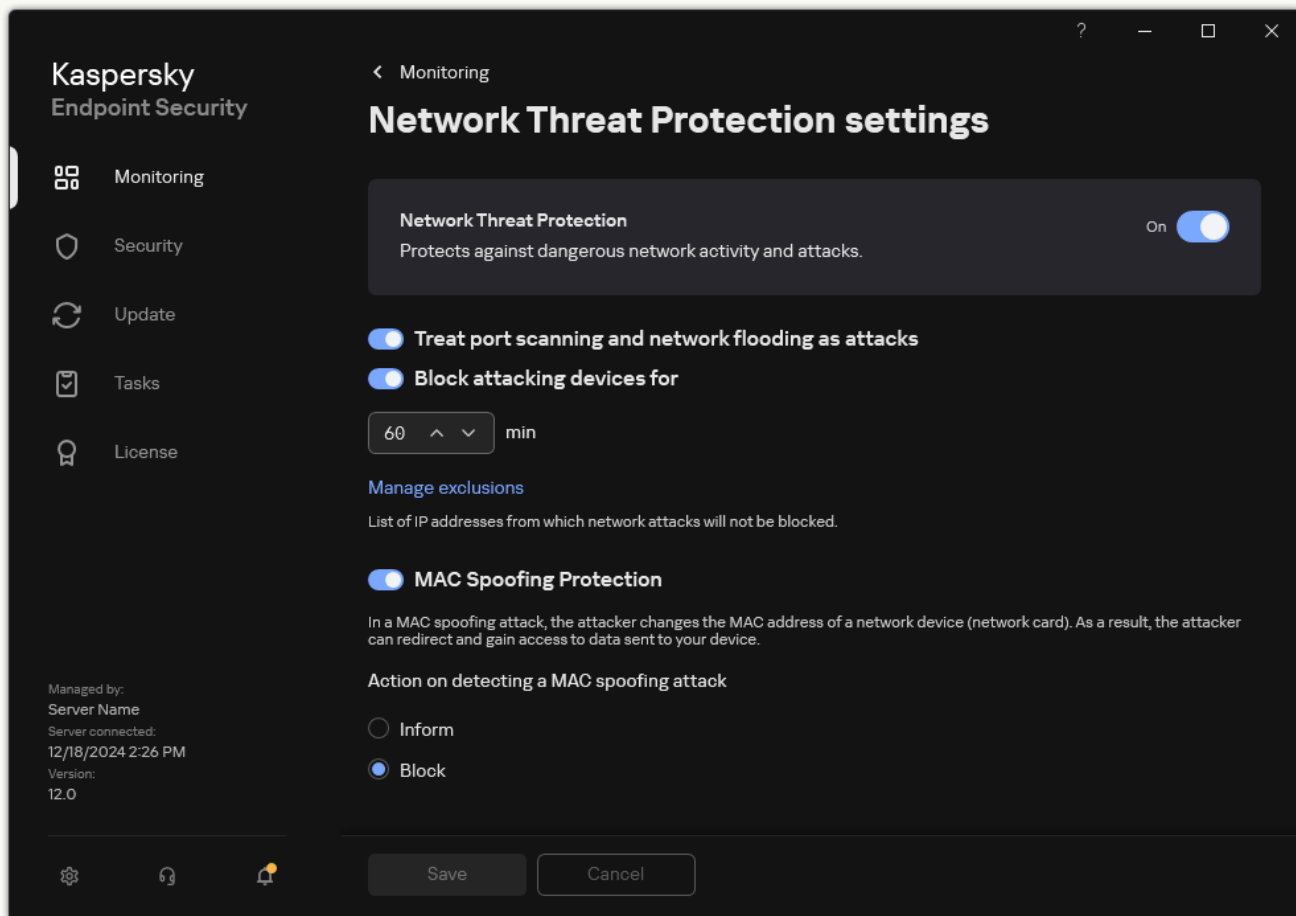 ?
Kaspersky
Endpoint Security
Monitoring
Security
Update
Tasks
License
Managed by:
Server Name
Server connected:
12/18/2024 2:26 PM
Version:
12.0
Monitoring
Network Threat Protection settings
Network Threat Protection
Protects against dangerous network activity and attacks.
On
Treat port scanning and network flooding as attacks
Block attacking devices for
60 min
Manage exclusions
List of IP addresses from which network attacks will not be blocked.
MAC Spoofing Protection
In a MAC spoofing attack, the attacker changes the MAC address of a network device (network card). As a result, the attacker
can redirect and gain access to data sent to your device.
Action on detecting a MAC spoofing attack
Inform
Block
Save Cancel